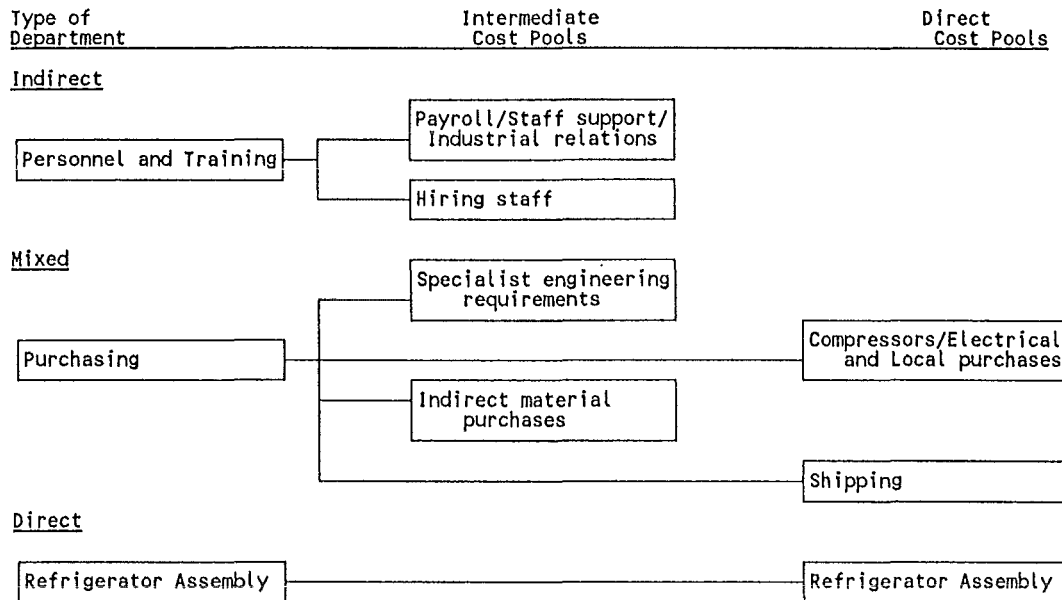 Type of Intermediate Direct
Department Cost Pools Cost Pools
Indirect
Payroll/Staff support/
Industrial relations
Personnel and Training
Hiring staff
Mixed
Specialist engineering
requirements
Compressors/Electrical
and Local purchases
Purchasing
Indirect material
purchases
Shipping
Direct
Refrigerator Assembly Refrigerator Assembly